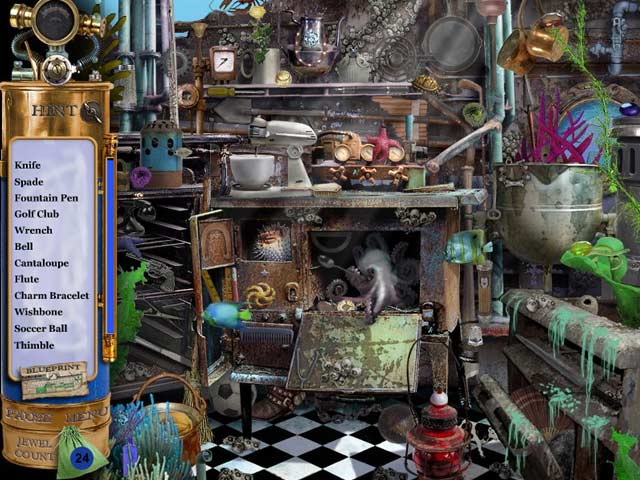 HINT
Knife
Spade
Fountain Pen
Golf Club
Wrench
Bell
Cantaloupe
Flute
Charm Bracelet
Wishbone
Soccer Ball
Thimble
BLUEPRINT
PAUSE MENU
JEWEL
COUNT
24